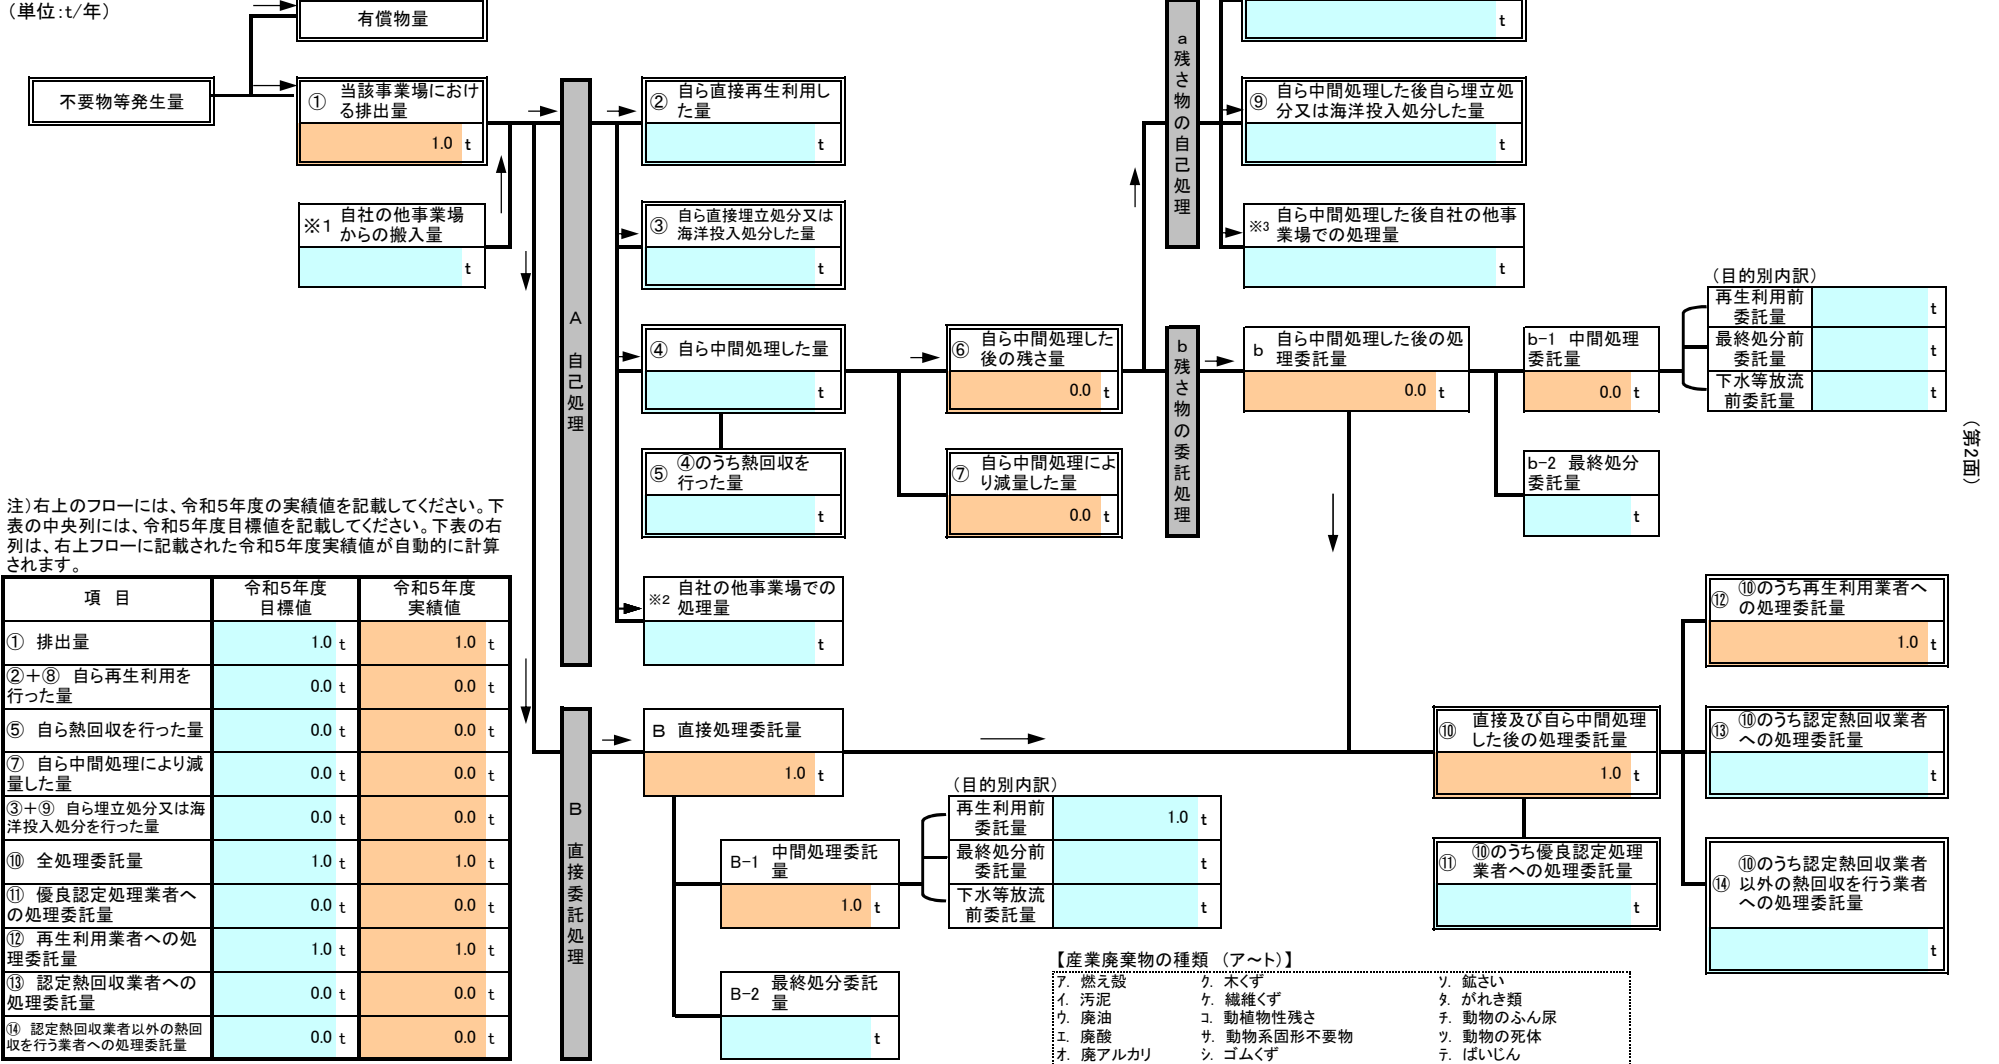 (単位:t/年)
有償物量
不要物等発生量
① 当該事業場におけ
る排出量
1.0 t
※1 自社の他事業場
からの搬入量
t
A 自己処理
② 自ら直接再生利用し
た量
t
③ 自ら直接埋立処分又は
海洋投入処分した量
t
④ 自ら中間処理した量
t
⑤ ④のうち熱回収を
行った量
t
※2 自社の他事業場での
処理量
t
⑥ 自ら中間処理した
後の残さ量
0.0 t
⑦ 自ら中間処理によ
り減量した量
0.0 t
a残さ物の自己処理
t
⑨ 自ら中間処理した後自ら埋立処
分又は海洋投入処分した量
t
※3 自ら中間処理した後自社の他事
業場での処理量
t
b残さ物の委託処理
b 自ら中間処理した後の処
理委託量
0.0 t
b-1 中間処理
委託量
0.0 t
b-2 最終処分
委託量
t
(目的別内訳)
再生利用前
委託量
t
最終処分前
委託量
t
下水等放流
前委託量
t
(第2面)
注)右上のフローには、令和5年度の実績値を記載してください。下
表の中央列には、令和5年度目標値を記載してください。下表の右
列は、右上フローに記載された令和5年度実績値が自動的に計算
されます。
項 目 令和5年度
目標値 令和5年度
実績値
① 排出量 1.0 t 1.0 t
②+⑧ 自ら再生利用を
行った量 0.0 t 0.0 t
⑤ 自ら熱回収を行った量 0.0 t 0.0 t
⑦ 自ら中間処理により減
量した量 0.0 t 0.0 t
③+⑨ 自ら埋立処分又は海
洋投入処分を行った量 0.0 t 0.0 t
⑩ 全処理委託量 1.0 t 1.0 t
⑪ 優良認定処理業者へ
の処理委託量 0.0 t 0.0 t
⑫ 再生利用業者への処
理委託量 1.0 t 1.0 t
⑬ 認定熱回収業者への
処理委託量 0.0 t 0.0 t
⑭ 認定熱回収業者以外の熱回
収を行う業者への処理委託量 0.0 t 0.0 t
B 直接委託処理
B 直接処理委託量
1.0 t
B-1 中間処理委託
量
1.0 t
B-2 最終処分委託
量
t
(目的別内訳)
再生利用前
委託量
1.0 t
最終処分前
委託量
t
下水等放流
前委託量
t
⑩ 直接及び自ら中間処理
した後の処理委託量
1.0 t
⑪ ⑩のうち優良認定処理
業者への処理委託量
t
⑫ ⑩のうち再生利用業者へ
の処理委託量
1.0 t
⑬ ⑩のうち認定熱回収業者
への処理委託量
t
⑭ ⑩のうち認定熱回収業者
以外の熱回収を行う業者
への処理委託量
t
【産業廃棄物の種類 (ア~ト)】
ア. 燃え殻 ク. 木くず ソ. 鉱さい
イ. 汚泥 ケ. 繊維くず タ. がれき類
ウ. 廃油 コ. 動植物性残さ チ. 動物のふん尿
エ. 廃酸 サ. 動物系固形不要物 ツ. 動物の死体
オ. 廃アルカリ シ. ゴムくず テ. ばいじん